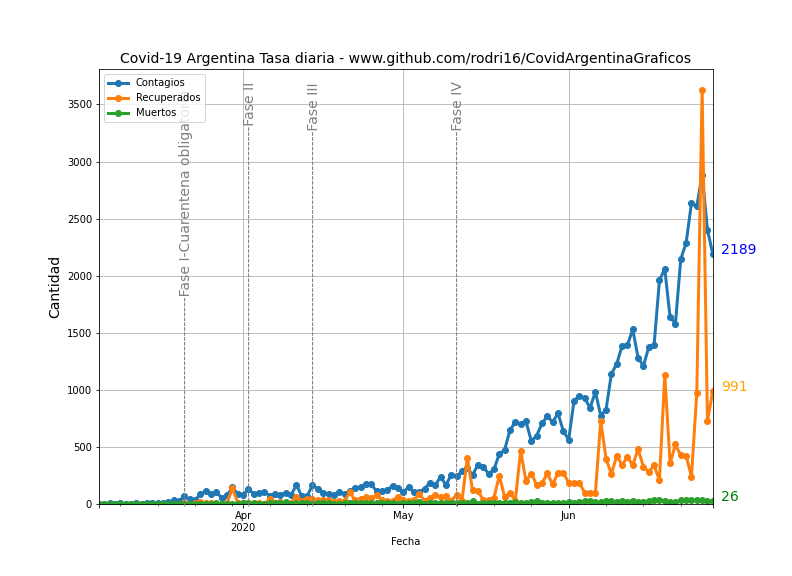 Covid-19 Argentina Tasa diaria - www.github.com/rodri16/CovidArgentinaGraficos
Contagios
Recuperados
Muertos
Fase I-Cuarentena obligatoria
Fase II
Fase III
Fase IV
Cantidad
3500
3000
2500
2000
1500
1000
500
0
2189
991
26
Apr
2020
May
Jun
Fecha